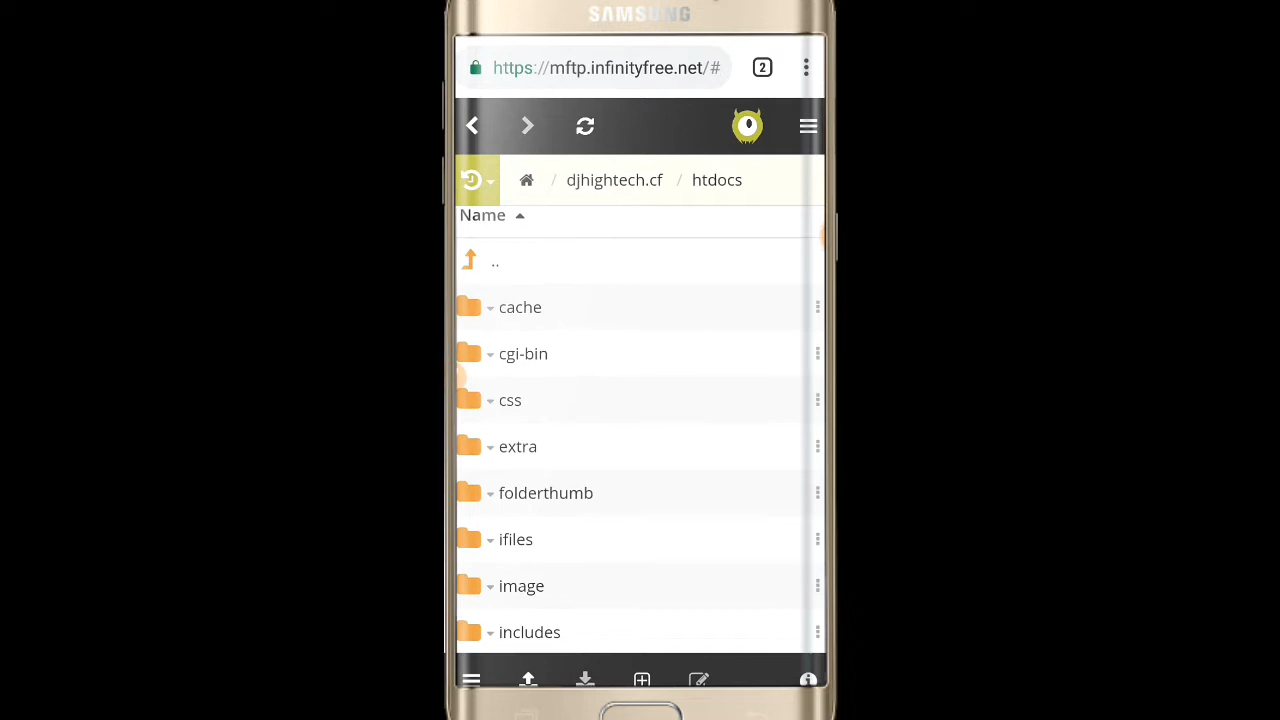 SAMSUNG
https://mftp.infinityfree.net/# 2
/ djhightech.cf / htdocs
Name
..
cache
cgi-bin
css
extra
folderthumb
ifiles
image
includes